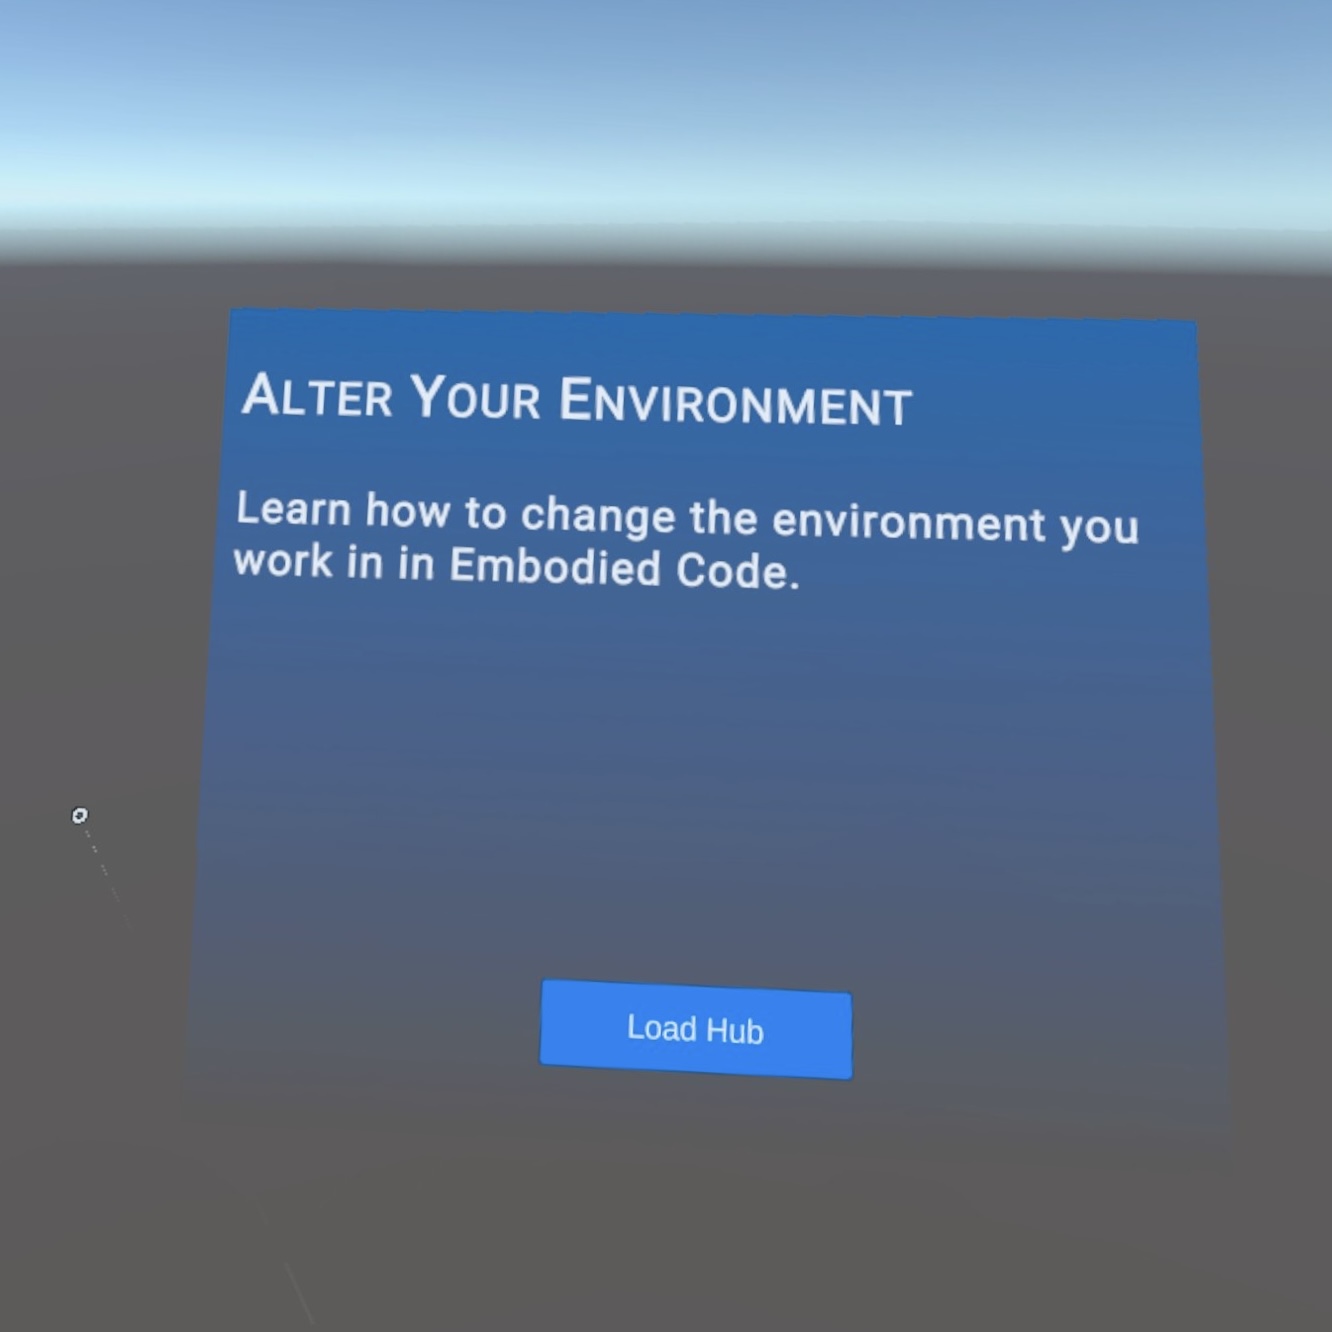 ALTER YOUR ENVIRONMENT
Learn how to change the environment you
work in in Embodied Code.
Load Hub